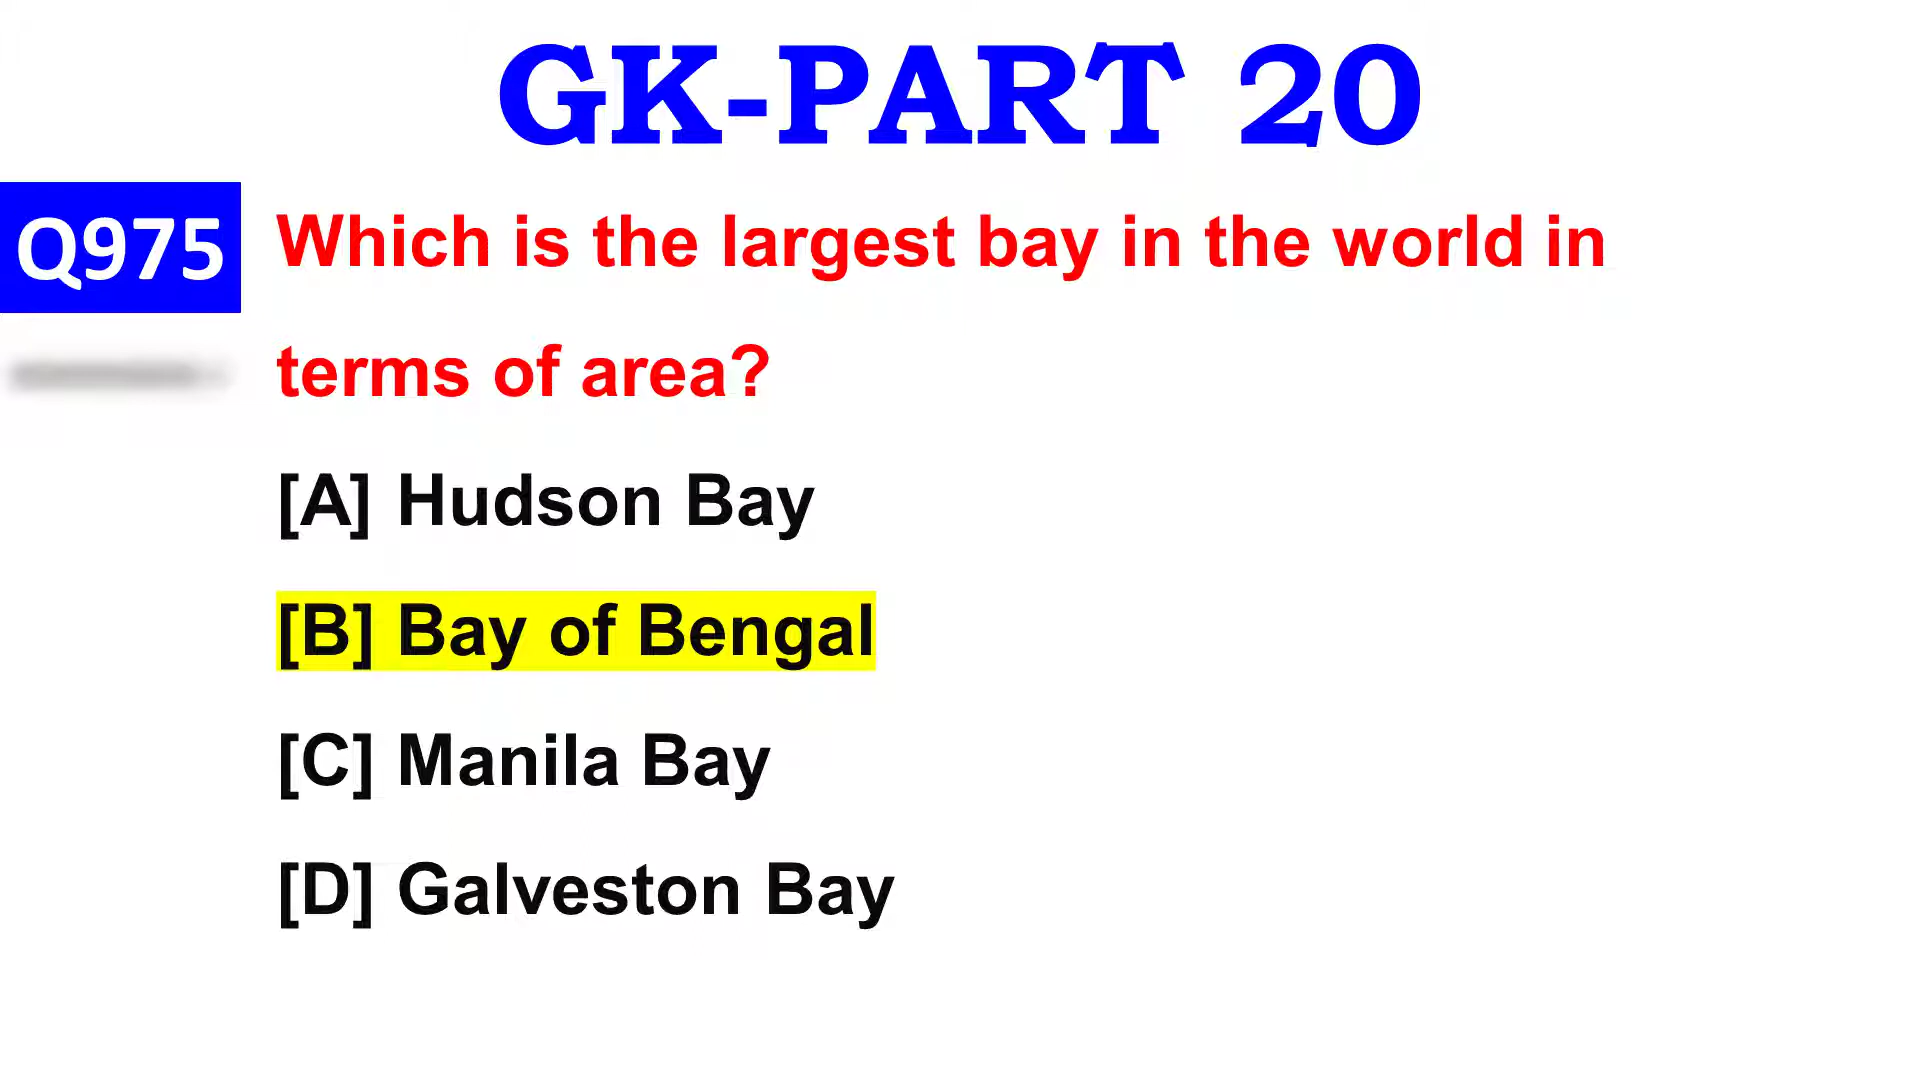 GK-PART 20
Q975 Which is the largest bay in the world in
terms of area?
[A] Hudson Bay
[B] Bay of Bengal
[C] Manila Bay
[D] Galveston Bay